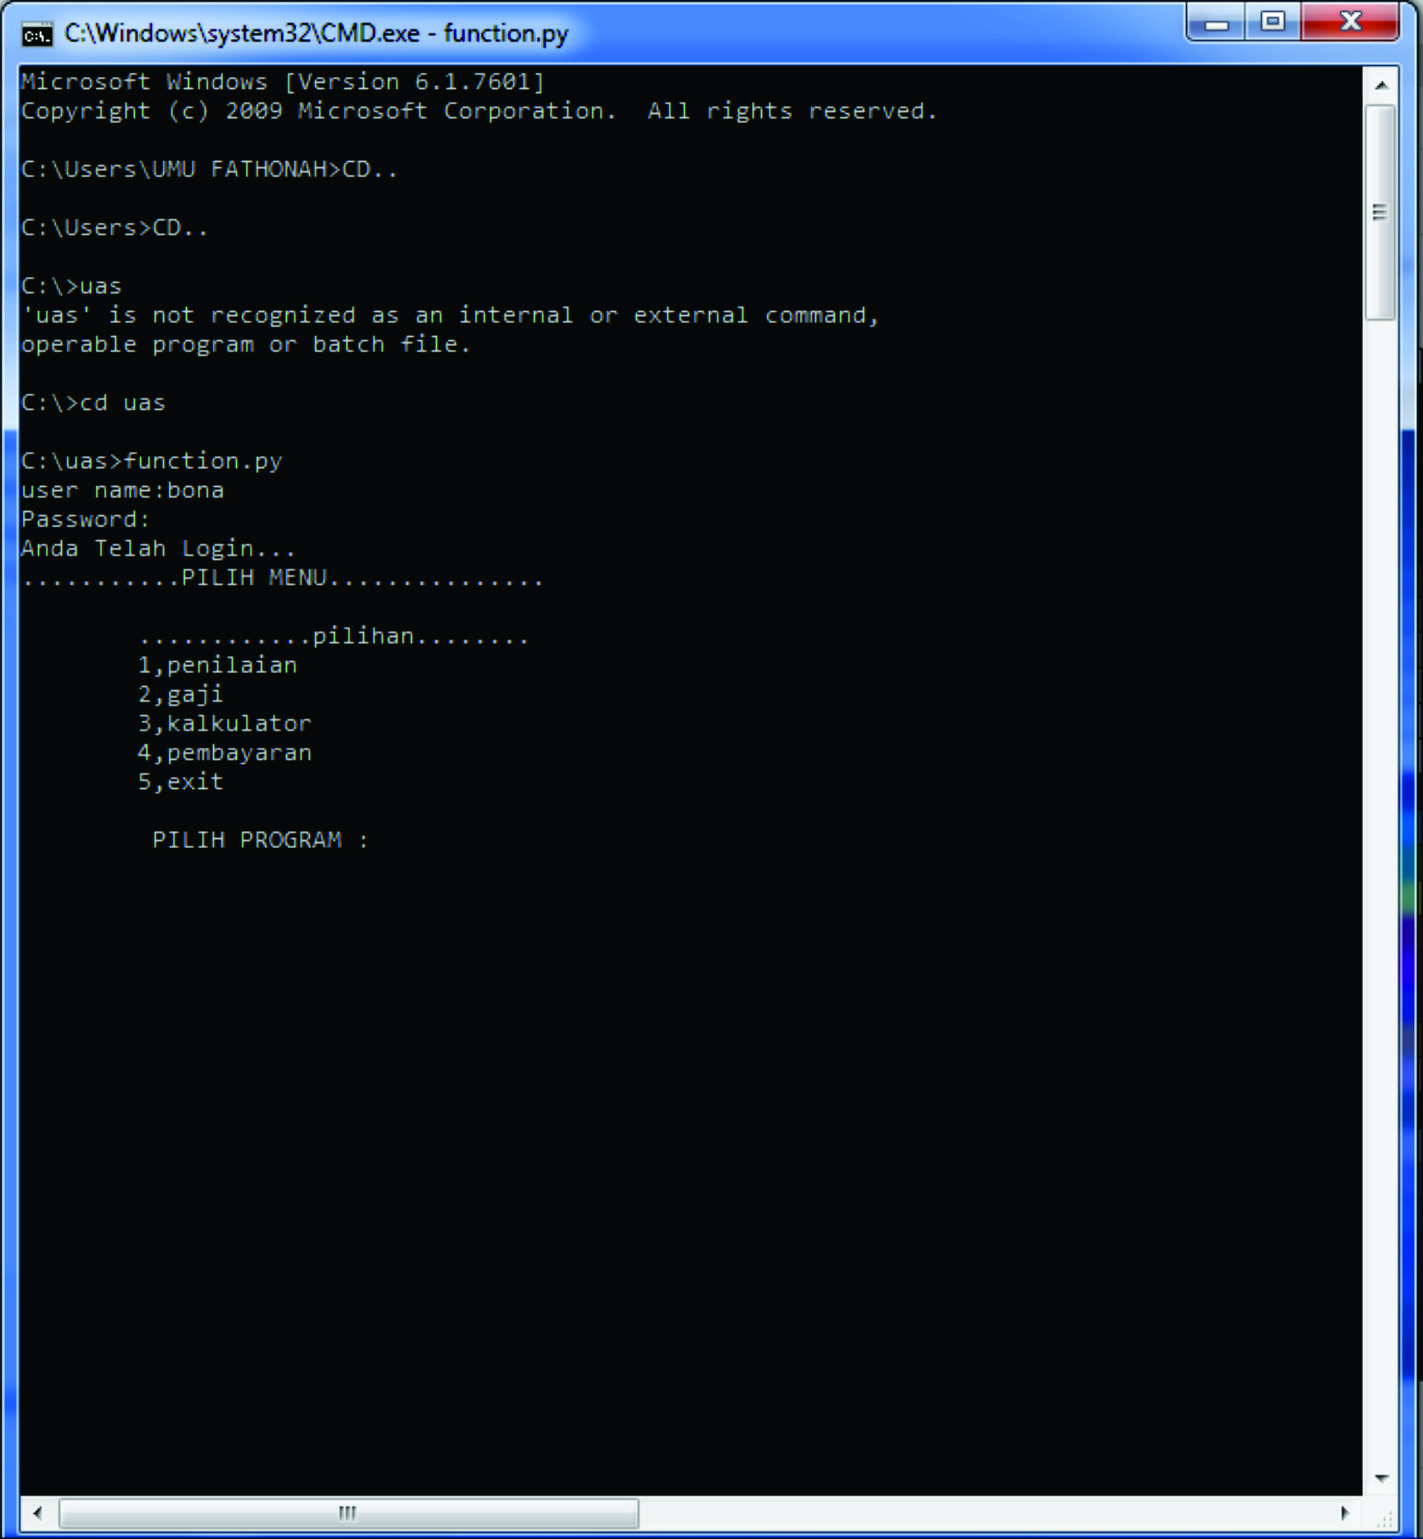 C:\Windows\system32\CMD.exe - function.py
Microsoft Windows [Version 6.1.7601]
Copyright (c) 2009 Microsoft Corporation.  All rights reserved.
C:\Users\UMU FATHONAH>CD..
C:\Users>CD..
C:\>uas
'uas' is not recognized as an internal or external command,
operable program or batch file.
C:\>cd uas
C:\uas>function.py
user name:bona
Password:
Anda Telah Login...
...........PILIH MENU...............
............pilihan........
1,penilaian
2,gaji
3,kalkulator
4,pembayaran
5,exit
PILIH PROGRAM :